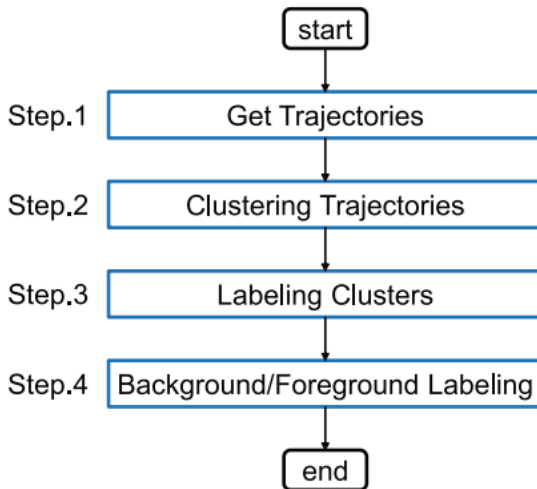 start
Step.1 Get Trajectories
Step.2 Clustering Trajectories
Step.3 Labeling Clusters
Step.4 Background/Foreground Labeling
end